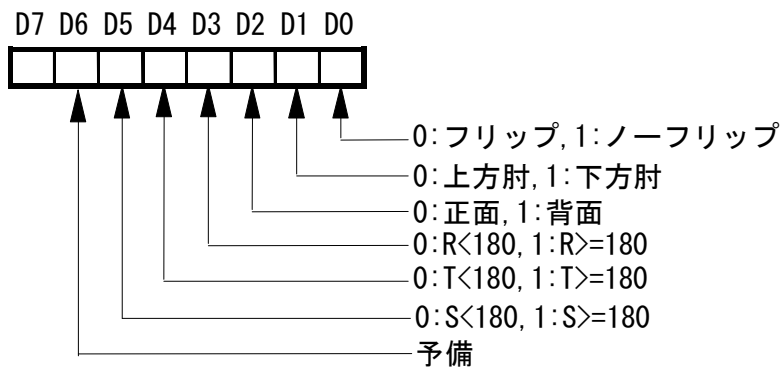 D7 D6 D5 D4 D3 D2 D1 D0
0:フリップ,1:ノーフリップ
0:上方肘,1:下方肘
0:正面,1:背面
0:R<180,1:R>=180
0:T<180,1:T>=180
0:S<180,1:S>=180
予備